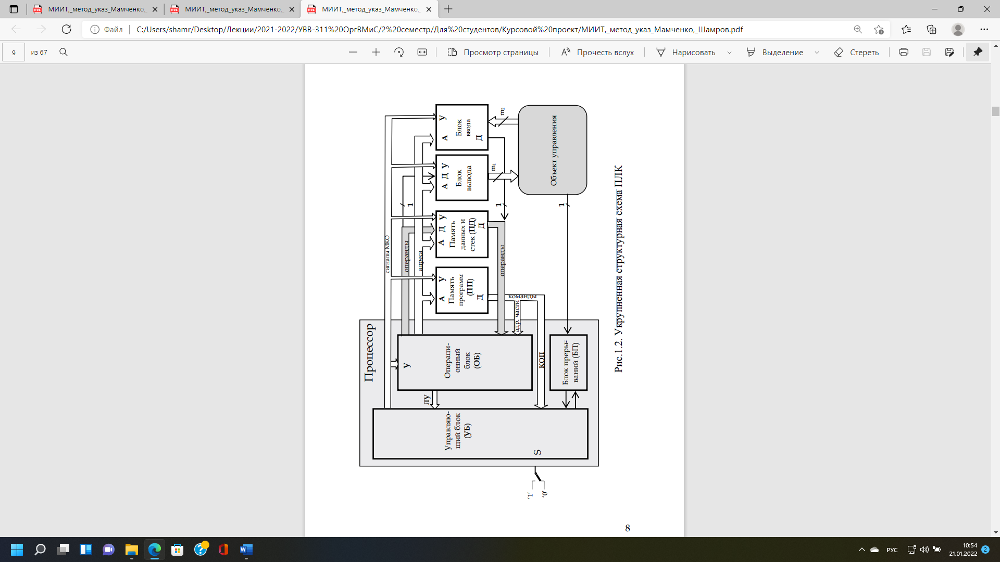 МИИТ,_метод_указ_Мамченко,
МИИТ,_метод_указ_Мамченко,
МИИТ,_метод_указ_Мамченко,
Файл
C:/Users/shamr/Desktop/Лекции/2021-2022/УВВ-311%20ОргВМиС/2%20семестр/Для%20студентов/Курсовой%20проект/МИИТ,_метод_указ_Мамченко,_Шамров.pdf
9
из 67
Просмотр страницы
Прочесть вслух
Нарисовать
Выделение
Стереть
Процессор
Управляю-
щий блок
(УБ)
S
'1'
'0'
ЛУ
У
Операци-
онный
блок
(ОБ)
КОП
Блок преры-
ваний (БП)
сигналы МКО
операнды
адреса
А У
Память
программ
(ПП)
Д
команды
адр. части
операнды
А Д У
Память
данных и
стек (ПД)
Д
1
1
1
А Д У
Блок
вывода
m₁
А У
Блок
ввода
Д
m₂
Объект управления
Рис.1.2. Укрупненная структурная схема ПЛК
8
РУС
10:54
21.01.2022
2